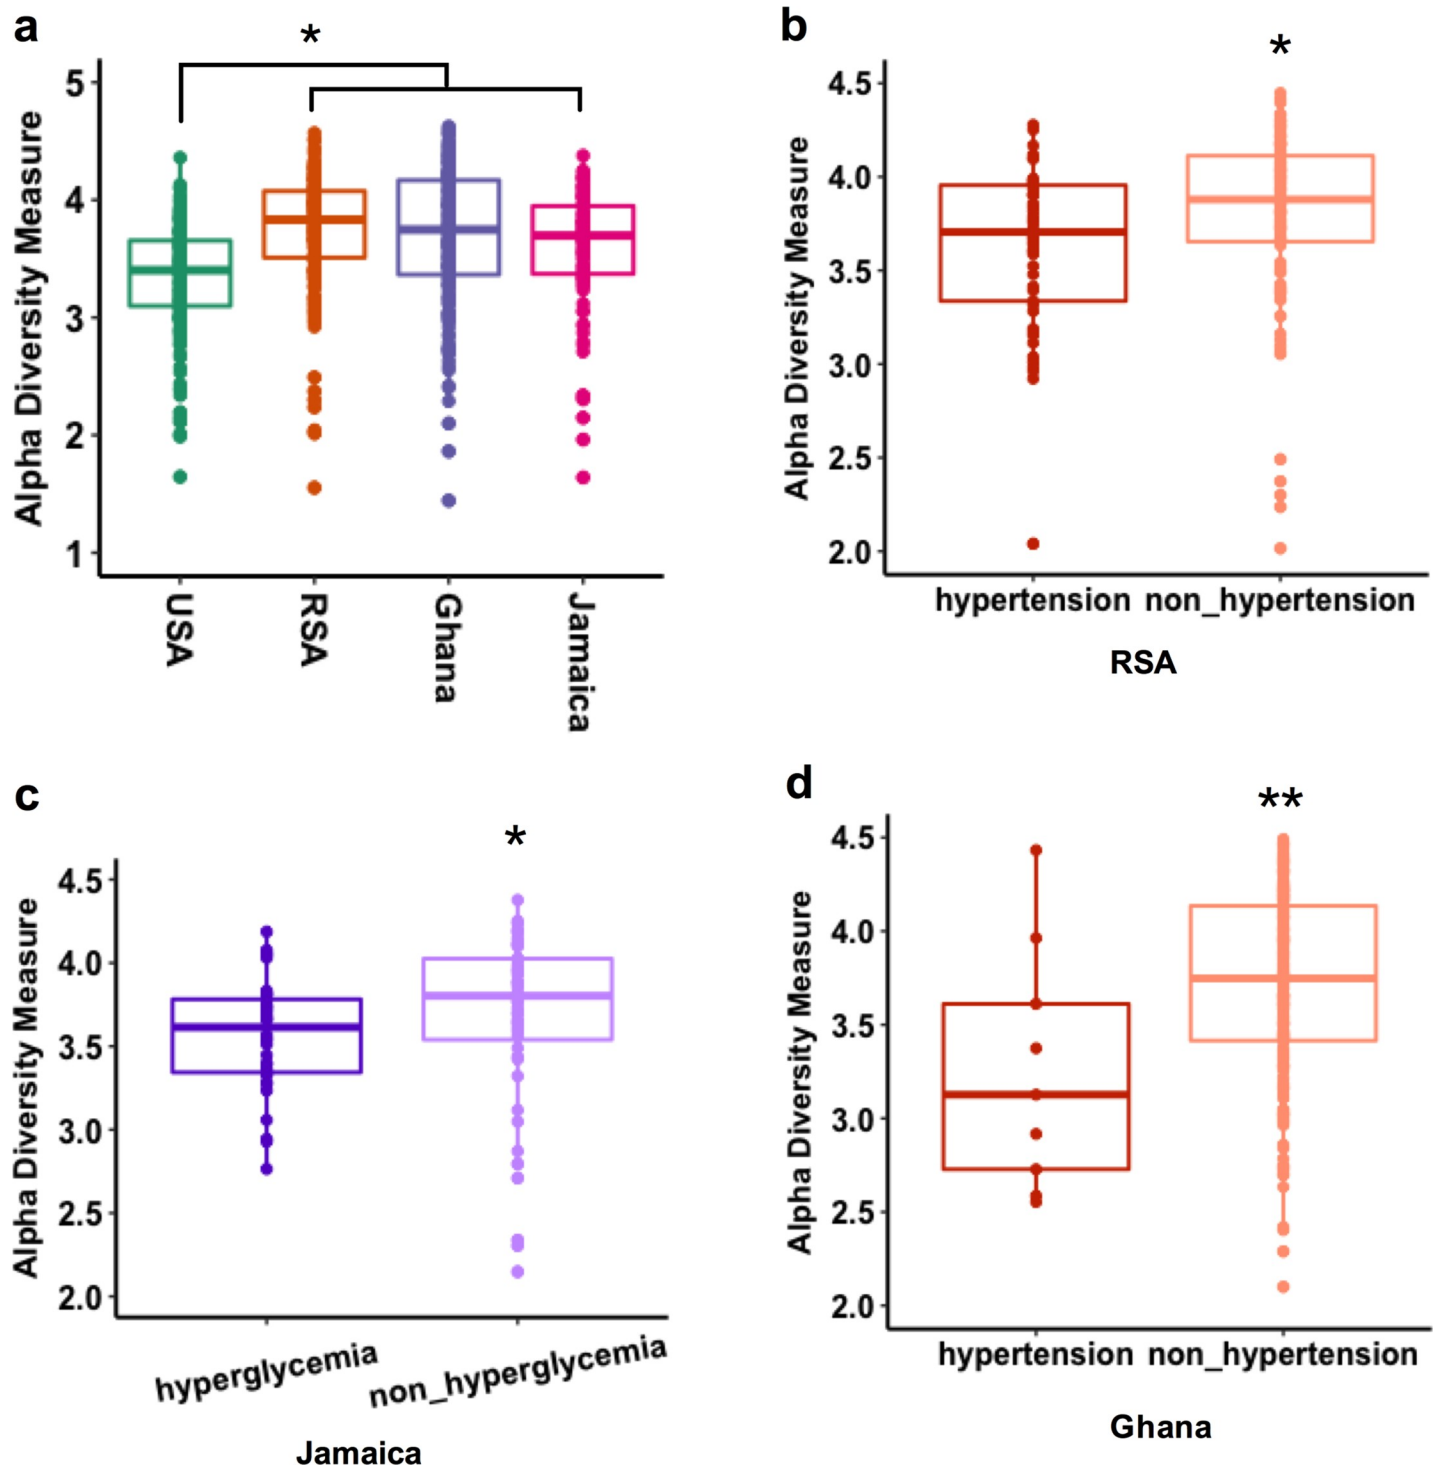 a
*
Alpha Diversity Measure
5
4
3
2
1
USA
RSA
Ghana
Jamaica
b
*
Alpha Diversity Measure
4.5
4.0
3.5
3.0
2.5
2.0
hypertension non_hypertension
RSA
c
*
Alpha Diversity Measure
4.5
4.0
3.5
3.0
2.5
2.0
hyperglycemia
non_hyperglycemia
Jamaica
d
**
Alpha Diversity Measure
4.5
4.0
3.5
3.0
2.5
2.0
hypertension non_hypertension
Ghana